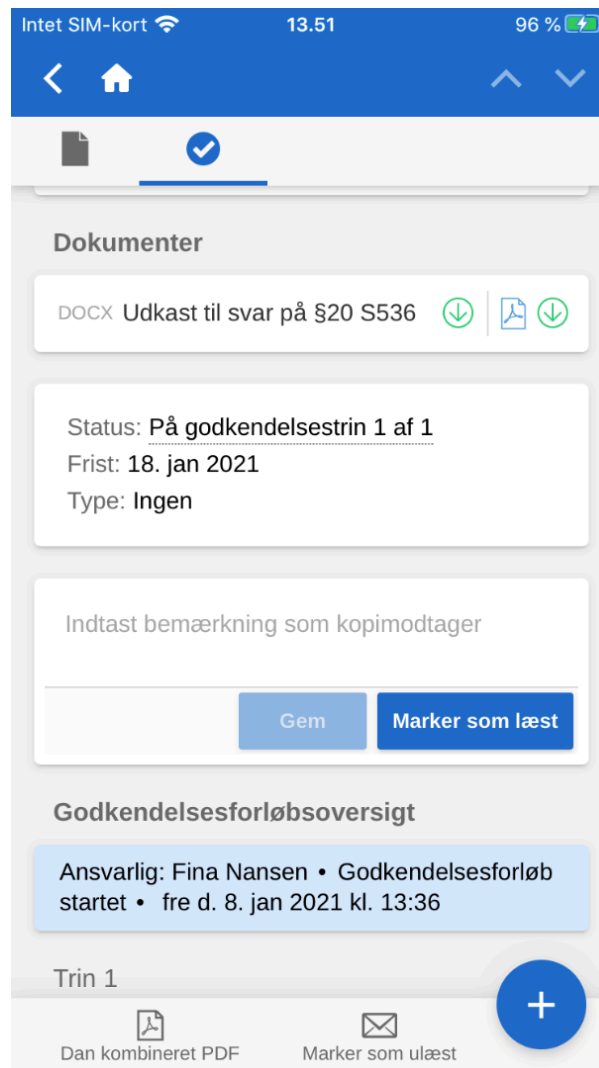 Intet SIM-kort 13.51 96 %
Dokumenter
DOCX Udkast til svar på §20 S536
Status: På godkendelsestrin 1 af 1
Frist: 18. jan 2021
Type: Ingen
Indtast bemærkning som kopimodtager
Gem Marker som læst
Godkendelsesforløbsoversigt
Ansvarlig: Fina Nansen • Godkendelsesforløb
startet • fre d. 8. jan 2021 kl. 13:36
Trin 1
Dan kombineret PDF Marker som ulæst